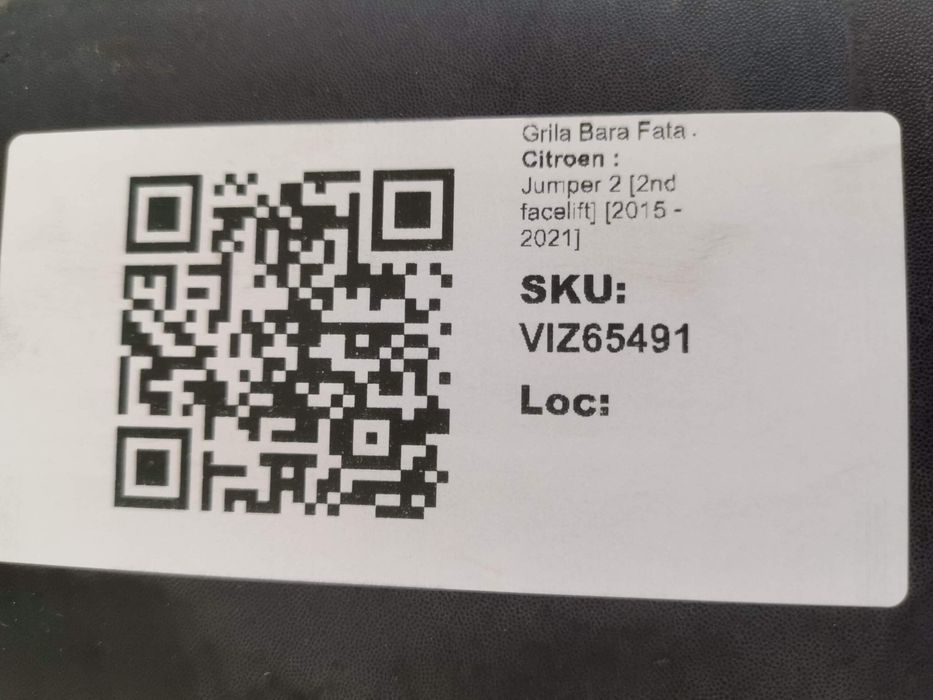 Grila Bara Fata .
Citroen :
Jumper 2 [2nd
facelift] [2015 -
2021]
SKU:
VIZ65491
Loc: